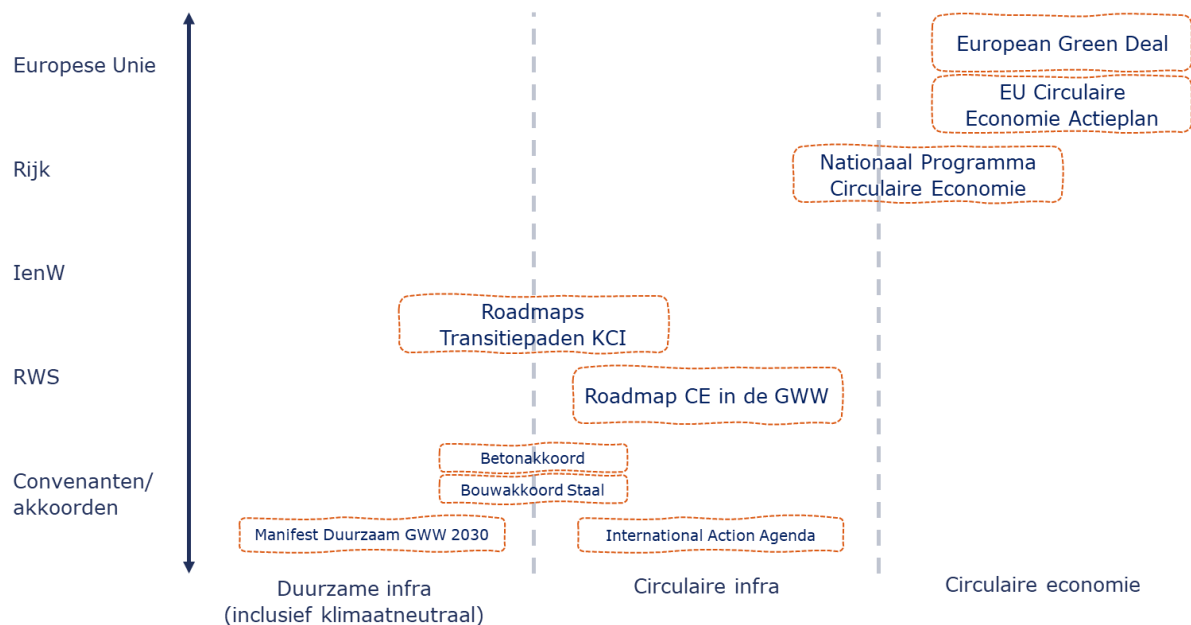 European Green Deal
Europese Unie
EU Circulaire
Economie Actieplan
Rijk
Nationaal Programma
Circulaire Economie
IenW
Roadmaps
Transitiepaden KCI
RWS
Roadmap CE in de GWW
Betonakkoord
Convenanten/
akkoorden
Bouwakkoord Staal
Manifest Duurzaam GWW 2030
International Action Agenda
Duurzame infra
(inclusief klimaatneutraal)
Circulaire infra
Circulaire economie